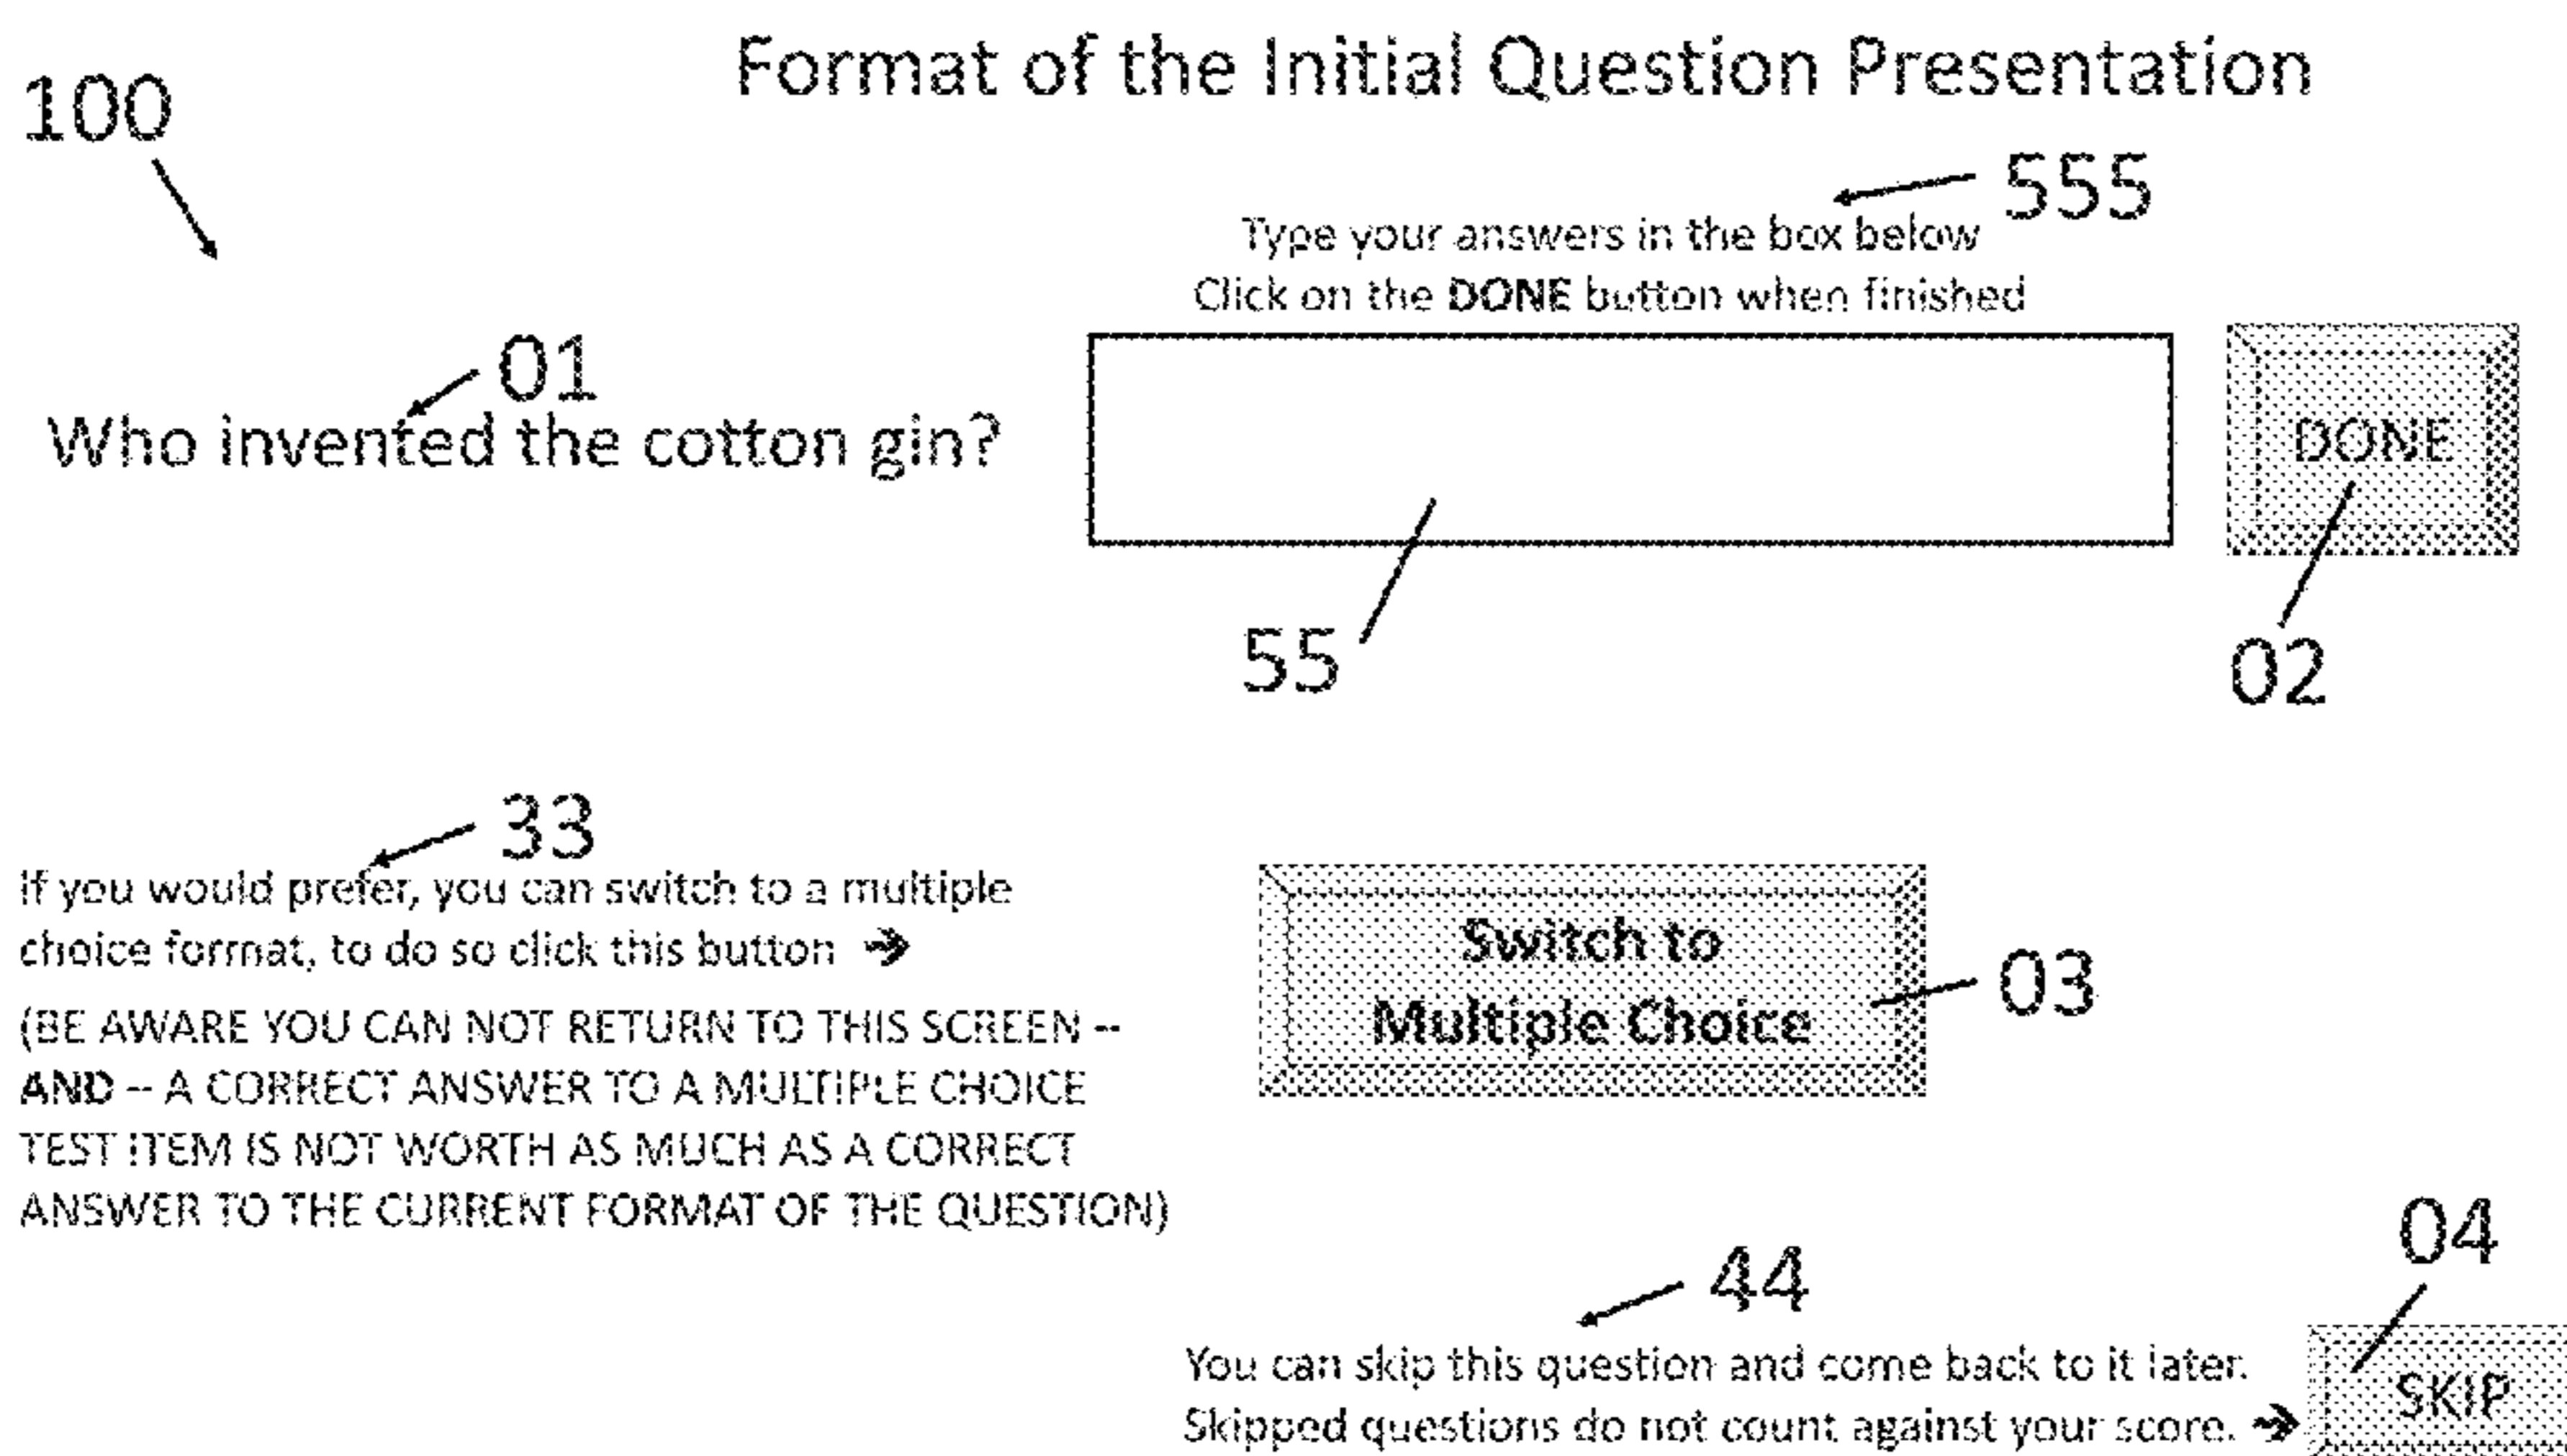 Format of the Initial Question Presentation
100
555
Type your answers in the box below
Click on the DONE button when finished
01
Who invented the cotton gin?
DONE
55
02
33
If you would prefer, you can switch to a multiple
choice format, to do so click this button →
(BE AWARE YOU CAN NOT RETURN TO THIS SCREEN --
AND -- A CORRECT ANSWER TO A MULTIPLE CHOICE
TEST ITEM IS NOT WORTH AS MUCH AS A CORRECT
ANSWER TO THE CURRENT FORMAT OF THE QUESTION)
Switch to
Multiple Choice
03
44
04
You can skip this question and come back to it later.
Skipped questions do not count against your score. →
SKIP